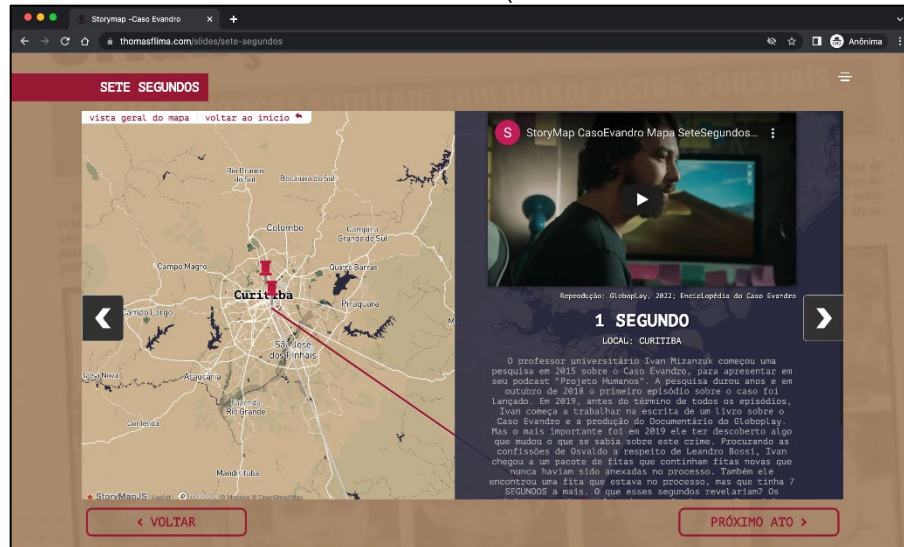 Storymap -Caso Evandro
thomasflima.com/slides/sete-segundos
Anônima
SETE SEGUNDOS
vista geral do mapa
voltar ao início
Rio Branco
do Sul
Bocaiuva do Sul
Colombo
Campina
Grande do Sul
Campo Magro
Quatro Barras
Curitiba
Piraquara
Campo Largo
São José
dos Pinhais
Araucária
Fazenda
Rio Grande
Contenda
Mandirituba
StoryMapJS
S
StoryMap CasoEvandro Mapa SeteSegundos...
Reprodução: Globoplay, 2022; Enciclopédia do Caso Evandro
1 SEGUNDO
LOCAL: CURITIBA
O professor universitário Ivan Mizanzuk começou uma
pesquisa em 2015 sobre o Caso Evandro, para apresentar em
seu podcast "Projeto Humanos". A pesquisa durou anos e em
outubro de 2018 o primeiro episódio sobre o caso foi
lançado. Em 2019, antes do término de todos os episódios,
Ivan começa a trabalhar na escrita de um livro sobre o
Caso Evandro e a produção do Documentário do Globoplay.
Mas o mais importante foi em 2019 ele ter descoberto algo
que mudou o que se sabia sobre este crime. Procurando as
confissões de Osvaldo a respeito de Leandro Bossi, Ivan
chegou a um pacote de fitas que continham fitas novas que
nunca haviam sido anexadas no processo. Também ele
encontrou uma fita que estava no processo, mas que tinha 7
SEGUNDOS a mais. O que esses segundos revelariam? Os
< VOLTAR
PRÓXIMO ATO >